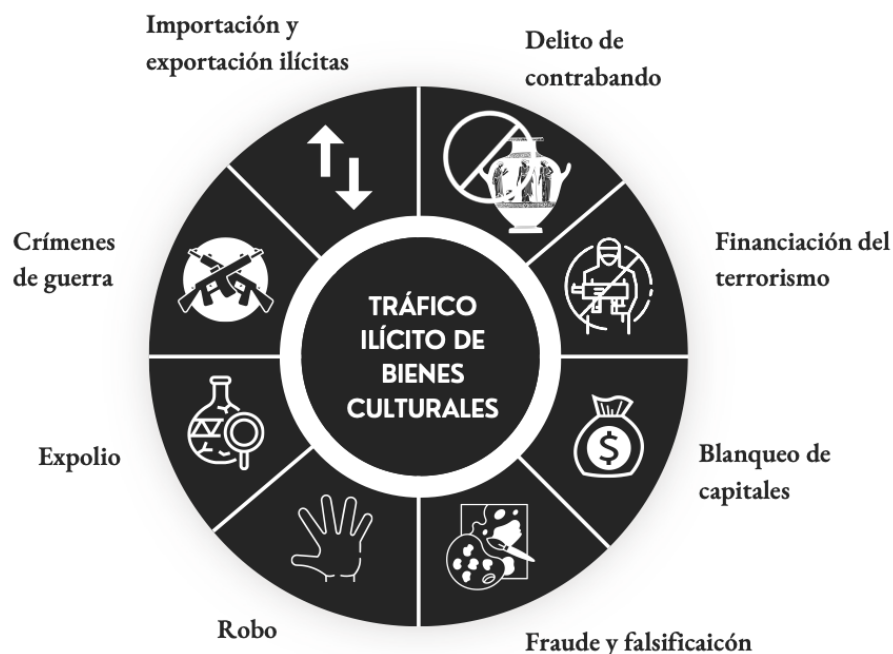 Importación y
exportación ilícitas
Delito de
contrabando
Crímenes
de guerra
Financiación del
terrorismo
TRÁFICO
ILÍCITO DE
BIENES
CULTURALES
$
Expolio
Blanqueo de
capitales
Robo
Fraude y falsificaicón